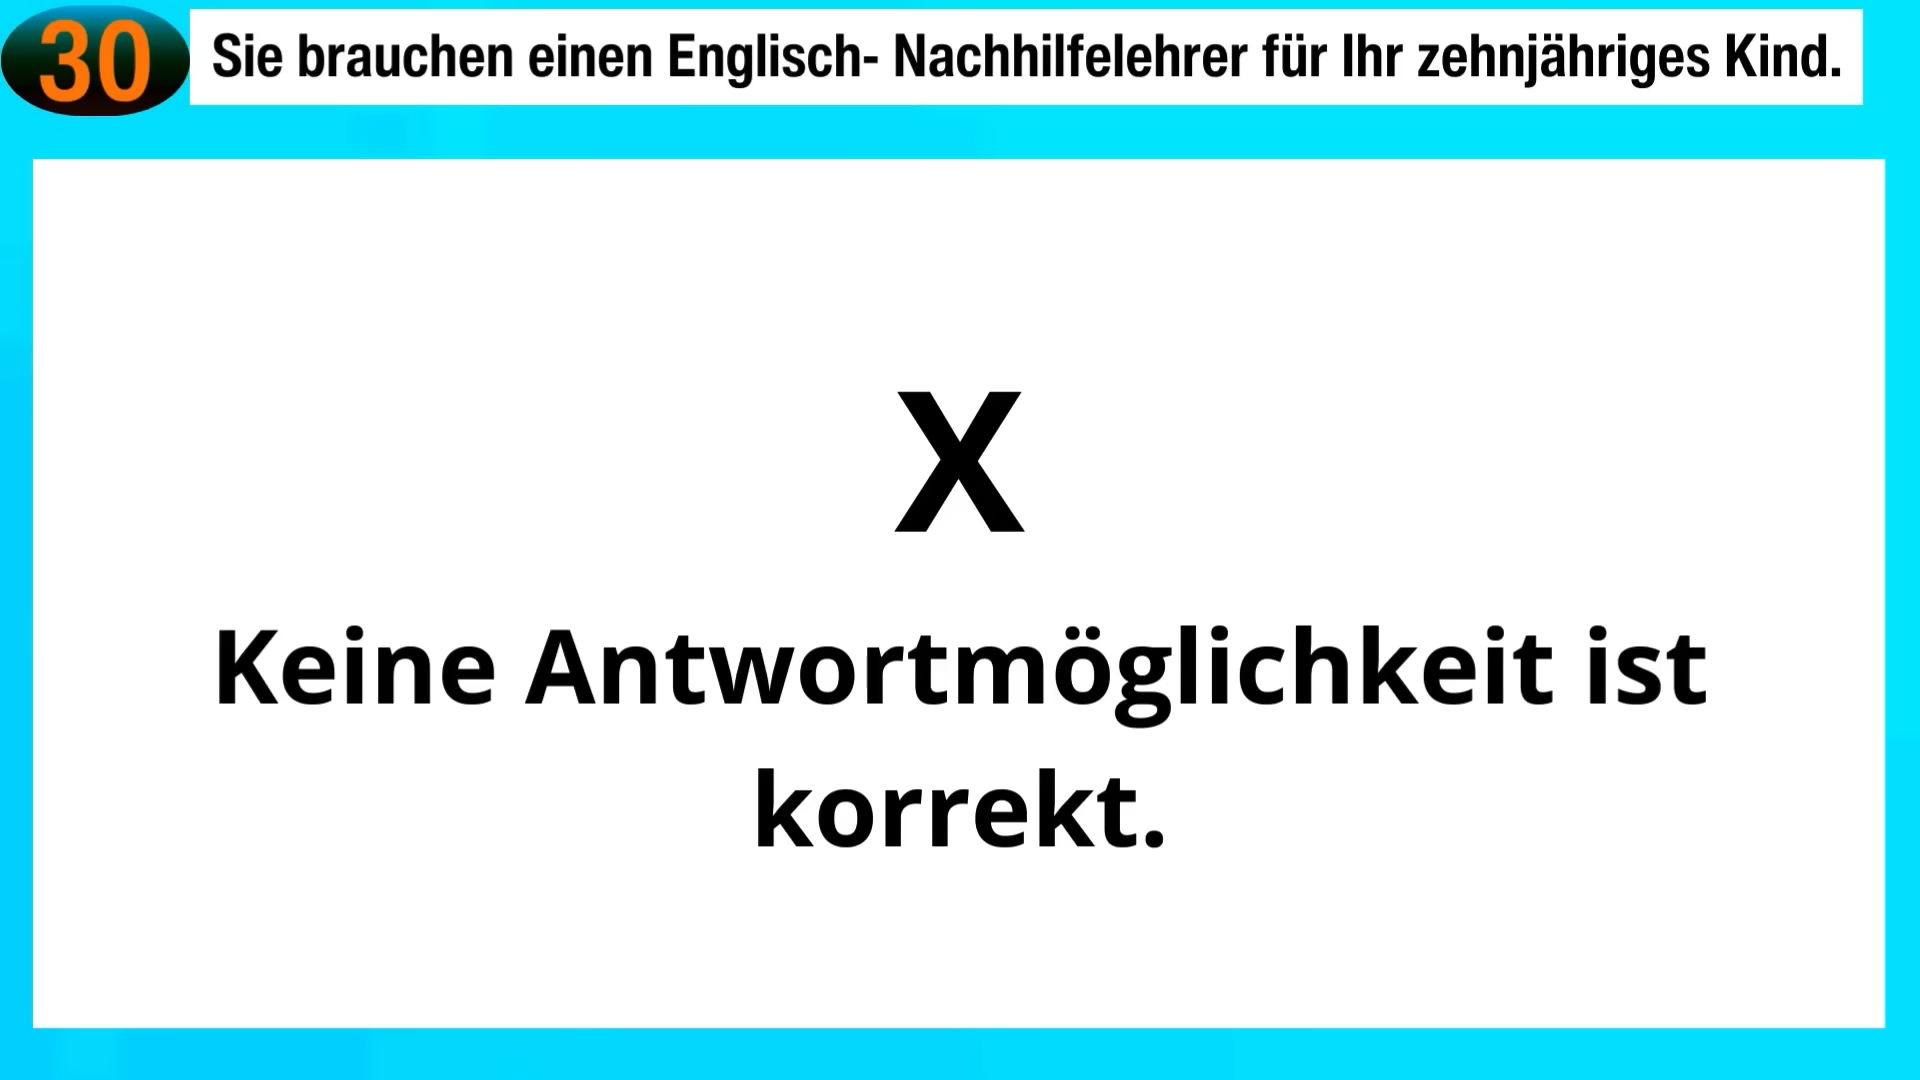 30 Sie brauchen einen Englisch- Nachhilfelehrer für Ihr zehnjähriges Kind.
X
Keine Antwortmöglichkeit ist
korrekt.